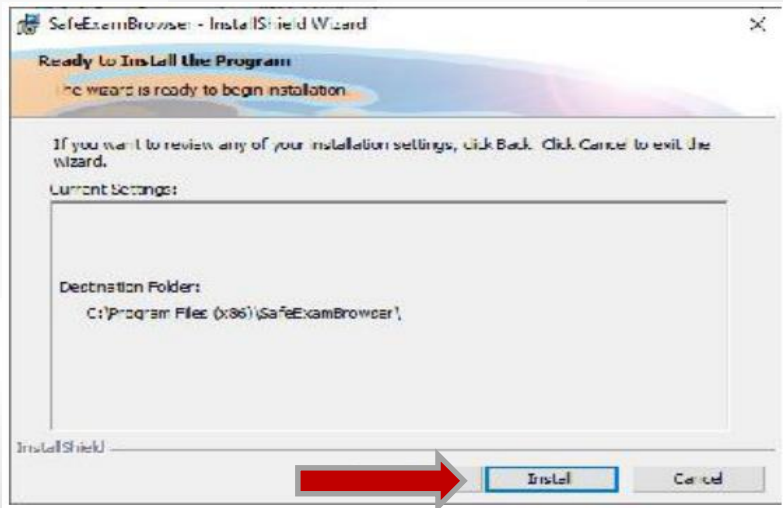 SafeExamBrowser - InstallShield Wizard
Ready to Install the Program
The wizard is ready to begin installation.
If you want to review any of your installation settings, click Back. Click Cancel to exit the
wizard.
Current Settings:
Destination Folder:
C:\Program Files (x86)\SafeExamBrowser\
InstallShield
Install
Cancel